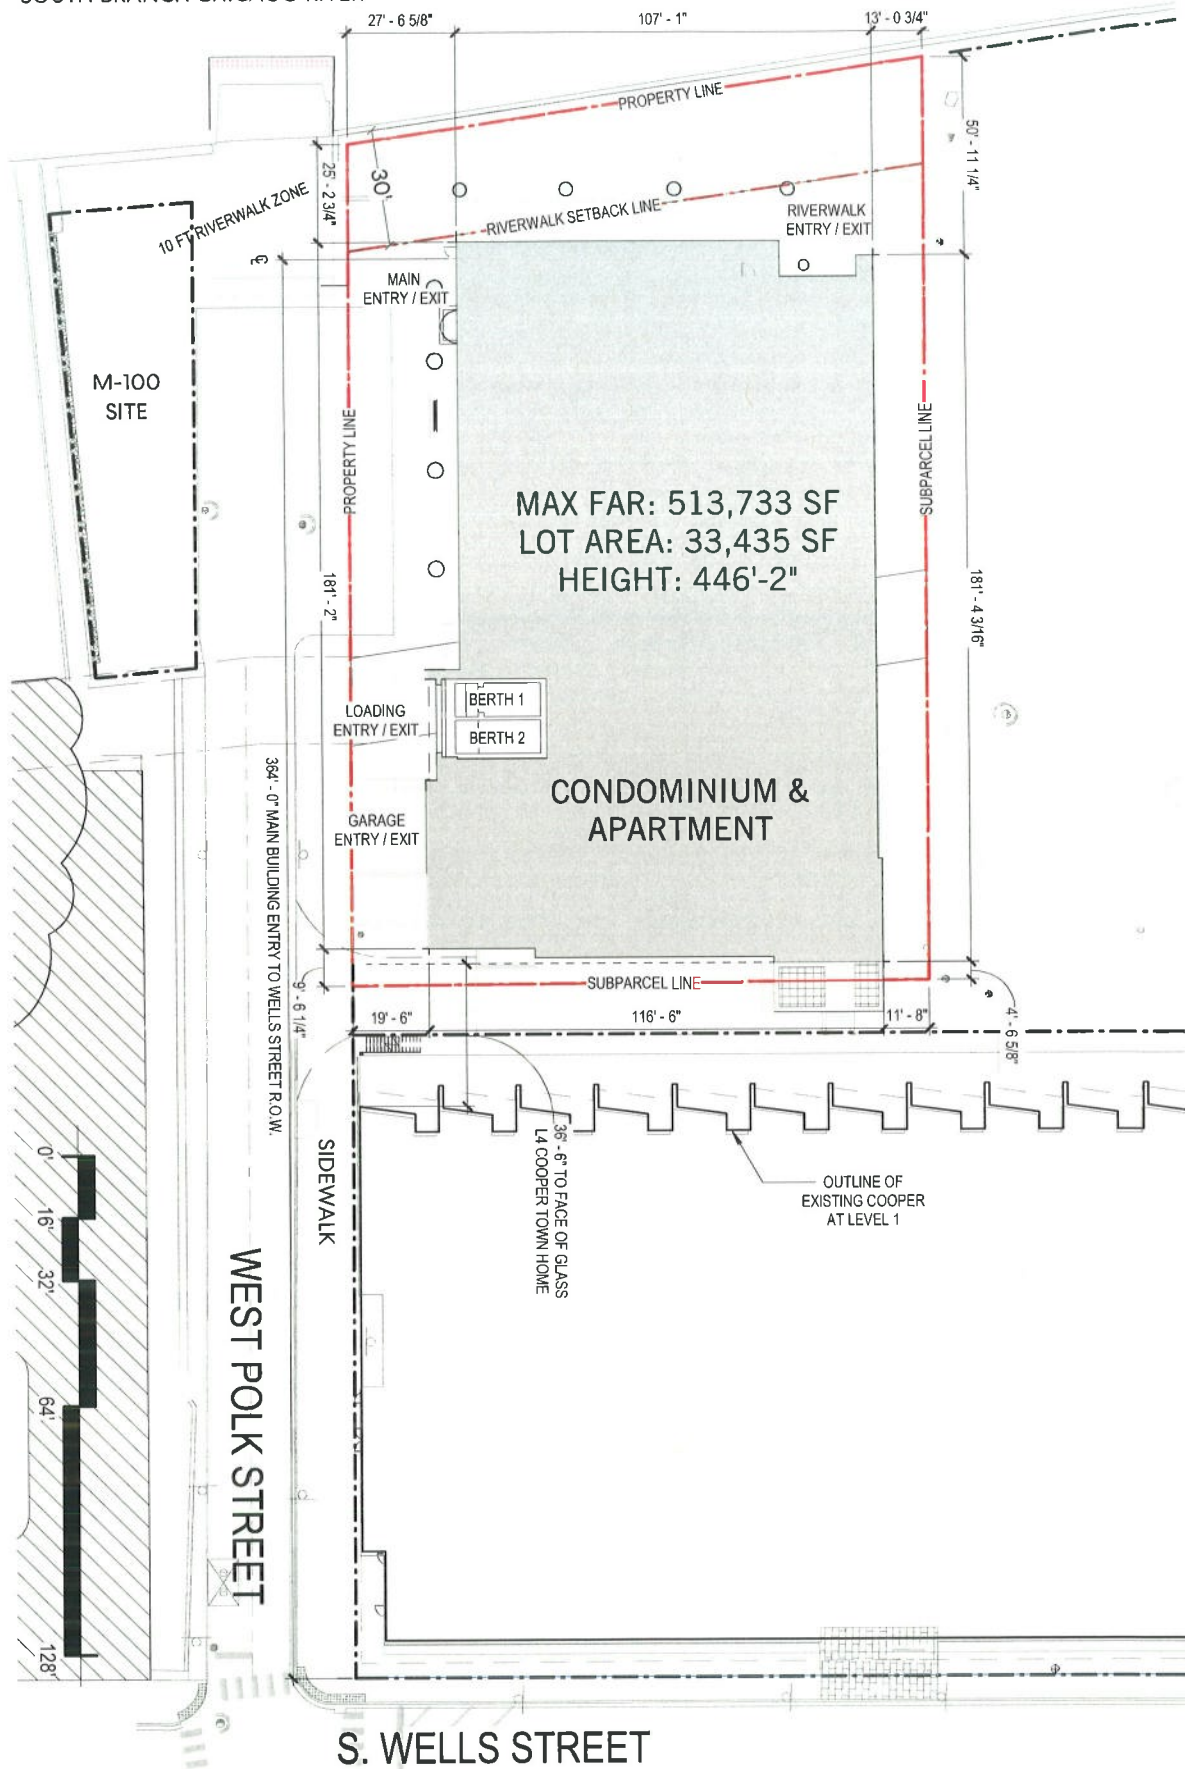 27' - 6 5/8"
107' - 1"
13' - 0 3/4"
PROPERTY LINE
50' - 11 1/4"
25' - 2 3/4"
30'
10 FT RIVERWALK ZONE
RIVERWALK SETBACK LINE
RIVERWALK
ENTRY / EXIT
MAIN
ENTRY / EXIT
M-100
SITE
PROPERTY LINE
SUBPARCEL LINE
MAX FAR: 513,733 SF
LOT AREA: 33,435 SF
HEIGHT: 446'-2"
181' - 2"
181' - 4 3/16"
BERTH 1
BERTH 2
LOADING
ENTRY / EXIT
CONDOMINIUM &
APARTMENT
GARAGE
ENTRY / EXIT
364' - 0" MAIN BUILDING ENTRY TO WELLS STREET R.O.W.
SUBPARCEL LINE
9' - 6 1/4"
19' - 6"
116' - 6"
11' - 8"
4' - 6 5/8"
36' - 6" TO FACE OF GLASS
L4 COOPER TOWN HOME
SIDEWALK
OUTLINE OF
EXISTING COOPER
AT LEVEL 1
0'
16'
32'
64'
128'
WEST POLK STREET
S. WELLS STREET